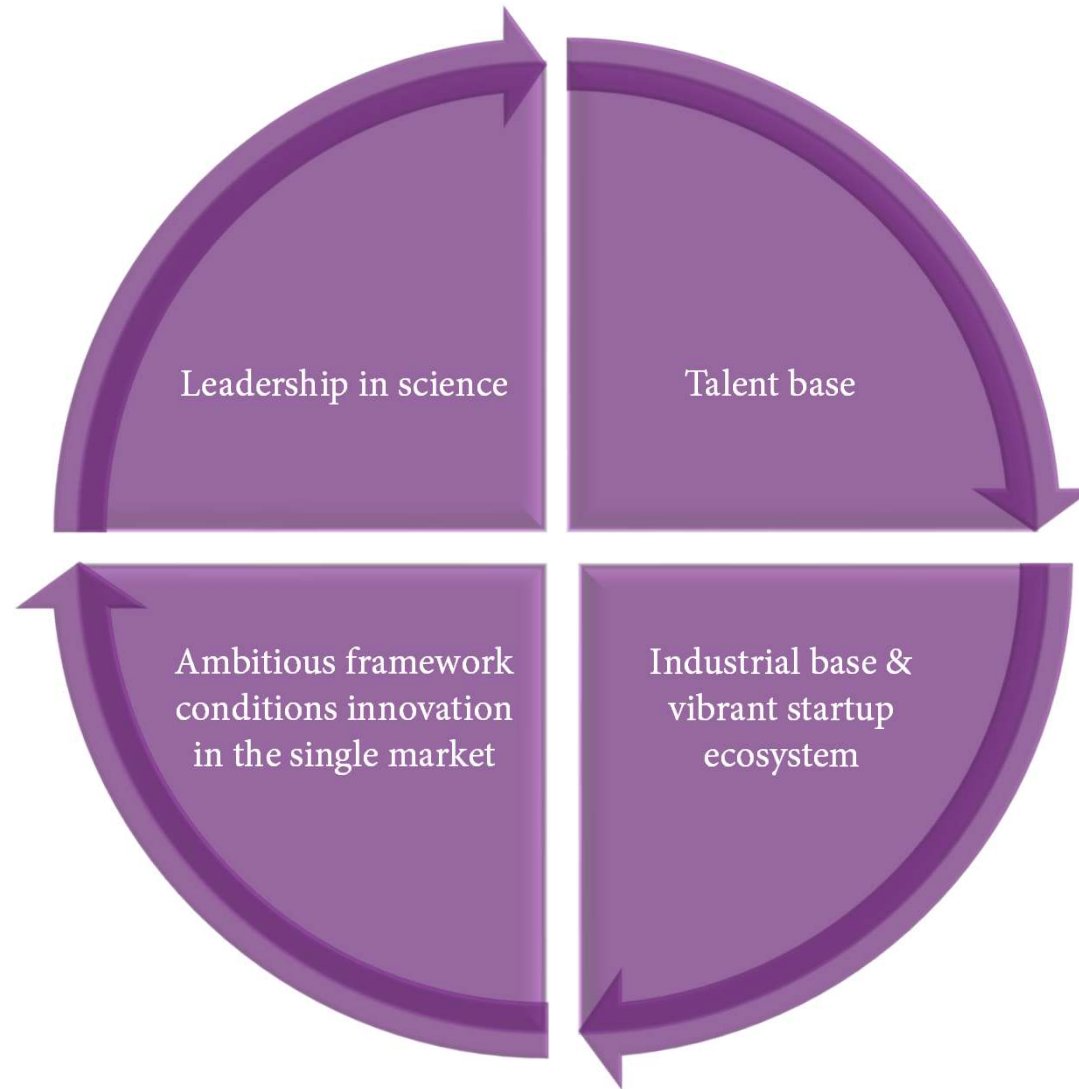 Leadership in science
Talent base
Ambitious framework
conditions innovation
in the single market
Industrial base &
vibrant startup
ecosystem